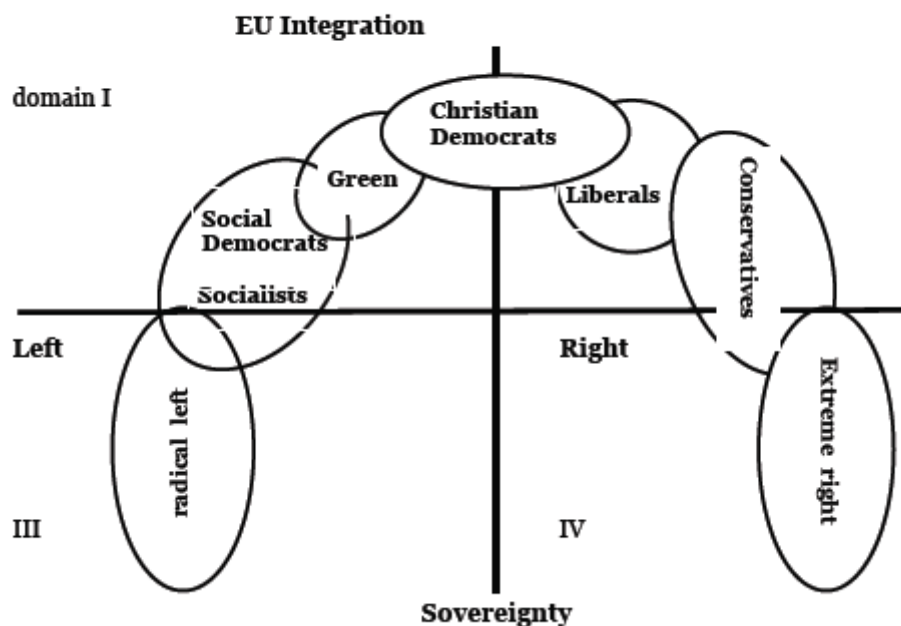 EU Integration
domain I
Christian
Democrats
Green
Liberals
Conservatives
Social
Democrats
Socialists
Left
Right
radical left
Extreme right
III
IV
Sovereignty